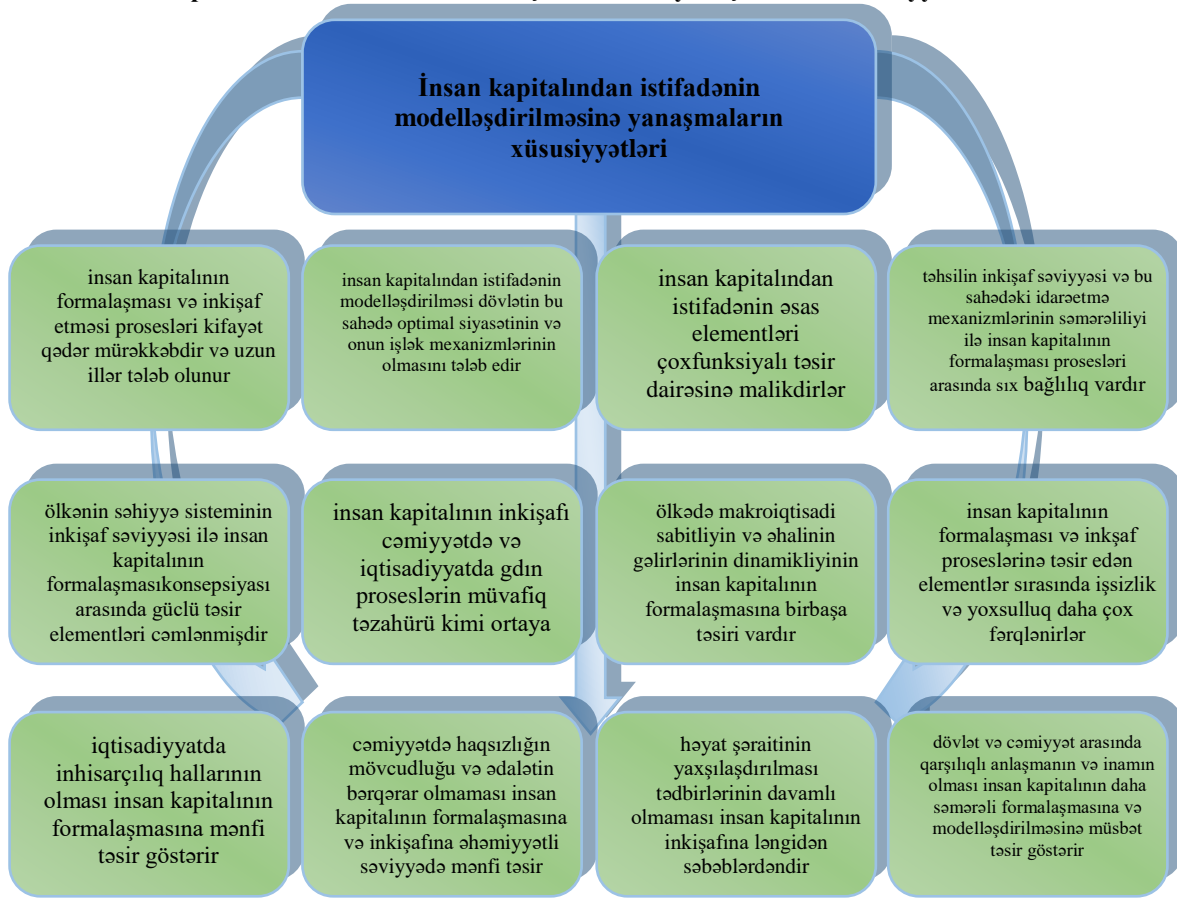 İnsan kapitalından istifadənin
modelləşdirilməsinə yanaşmaların
xüsusiyyətləri
insan kapitalının
formalaşması və inkişaf
etməsi prosesləri kifayət
qədər mürəkkəbdir və uzun
illər tələb olunur
insan kapitalından istifadənin
modelləşdirilməsi dövlətin bu
sahədə optimal siyasətinin və
onun işlək mexanizmlərinin
olmasını tələb edir
insan kapitalından
istifadənin əsas
elementləri
çoxfunksiyalı təsir
dairəsinə malikdirlər
təhsilin inkişaf səviyyəsi və bu
sahədəki idarəetmə
mexanizmlərinin səmərəliliyi
ilə insan kapitalının
formalaşması prosesləri
arasında sıx bağlılıq vardır
ölkənin səhiyyə sisteminin
inkişaf səviyyəsi ilə insan
kapitalının
formalaşmasıkonsepsiyası
arasında güclü təsir
elementləri cəmlənmişdir
insan kapitalının inkişafı
cəmiyyətdə və
iqtisadiyyatda gdın
proseslərin müvafiq
təzahürü kimi ortaya
ölkədə makroiqtisadi
sabitliyin və əhalinin
gəlirlərinin dinamikliyinin
insan kapitalının
formalaşmasına birbaşa
təsiri vardır
insan kapitalının
formalaşması və inkşaf
proseslərinə təsir edən
elementlər sırasında işsizlik
və yoxsulluq daha çox
fərqlənirlər
iqtisadiyyatda
inhisarçılıq hallarının
olması insan kapitalının
formalaşmasına mənfi
təsir göstərir
cəmiyyətdə haqsızlığın
mövcudluğu və ədalətin
bərqərar olmaması insan
kapitalının formalaşmasına
və inkişafına əhəmiyyətli
səviyyədə mənfi təsir
həyat şəraitinin
yaxşılaşdırılması
tədbirlərinin davamlı
olmaması insan kapitalının
inkişafına ləngidən
səbəblərdəndir
dövlət və cəmiyyət arasında
qarşılıqlı anlaşmanın və inamın
olması insan kapitalının daha
səmərəli formalaşmasına və
modelləşdirilməsinə müsbət
təsir göstərir